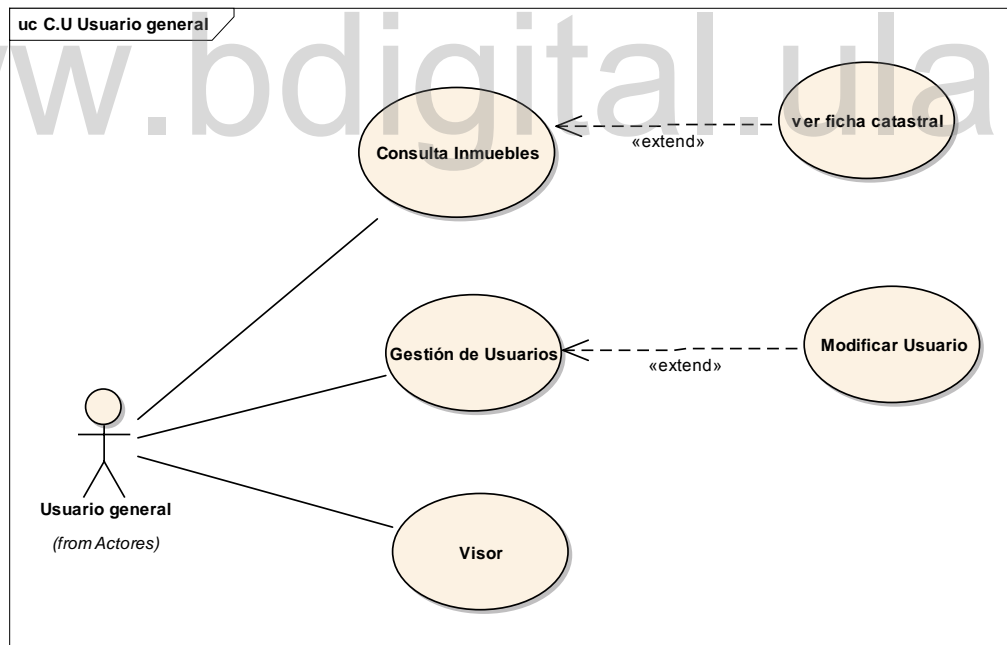 uc C.U Usuario general
w.bdigital.ula
Consulta Inmuebles
«extend»
ver ficha catastral
Gestión de Usuarios
«extend»
Modificar Usuario
Usuario general
(from Actores)
Visor